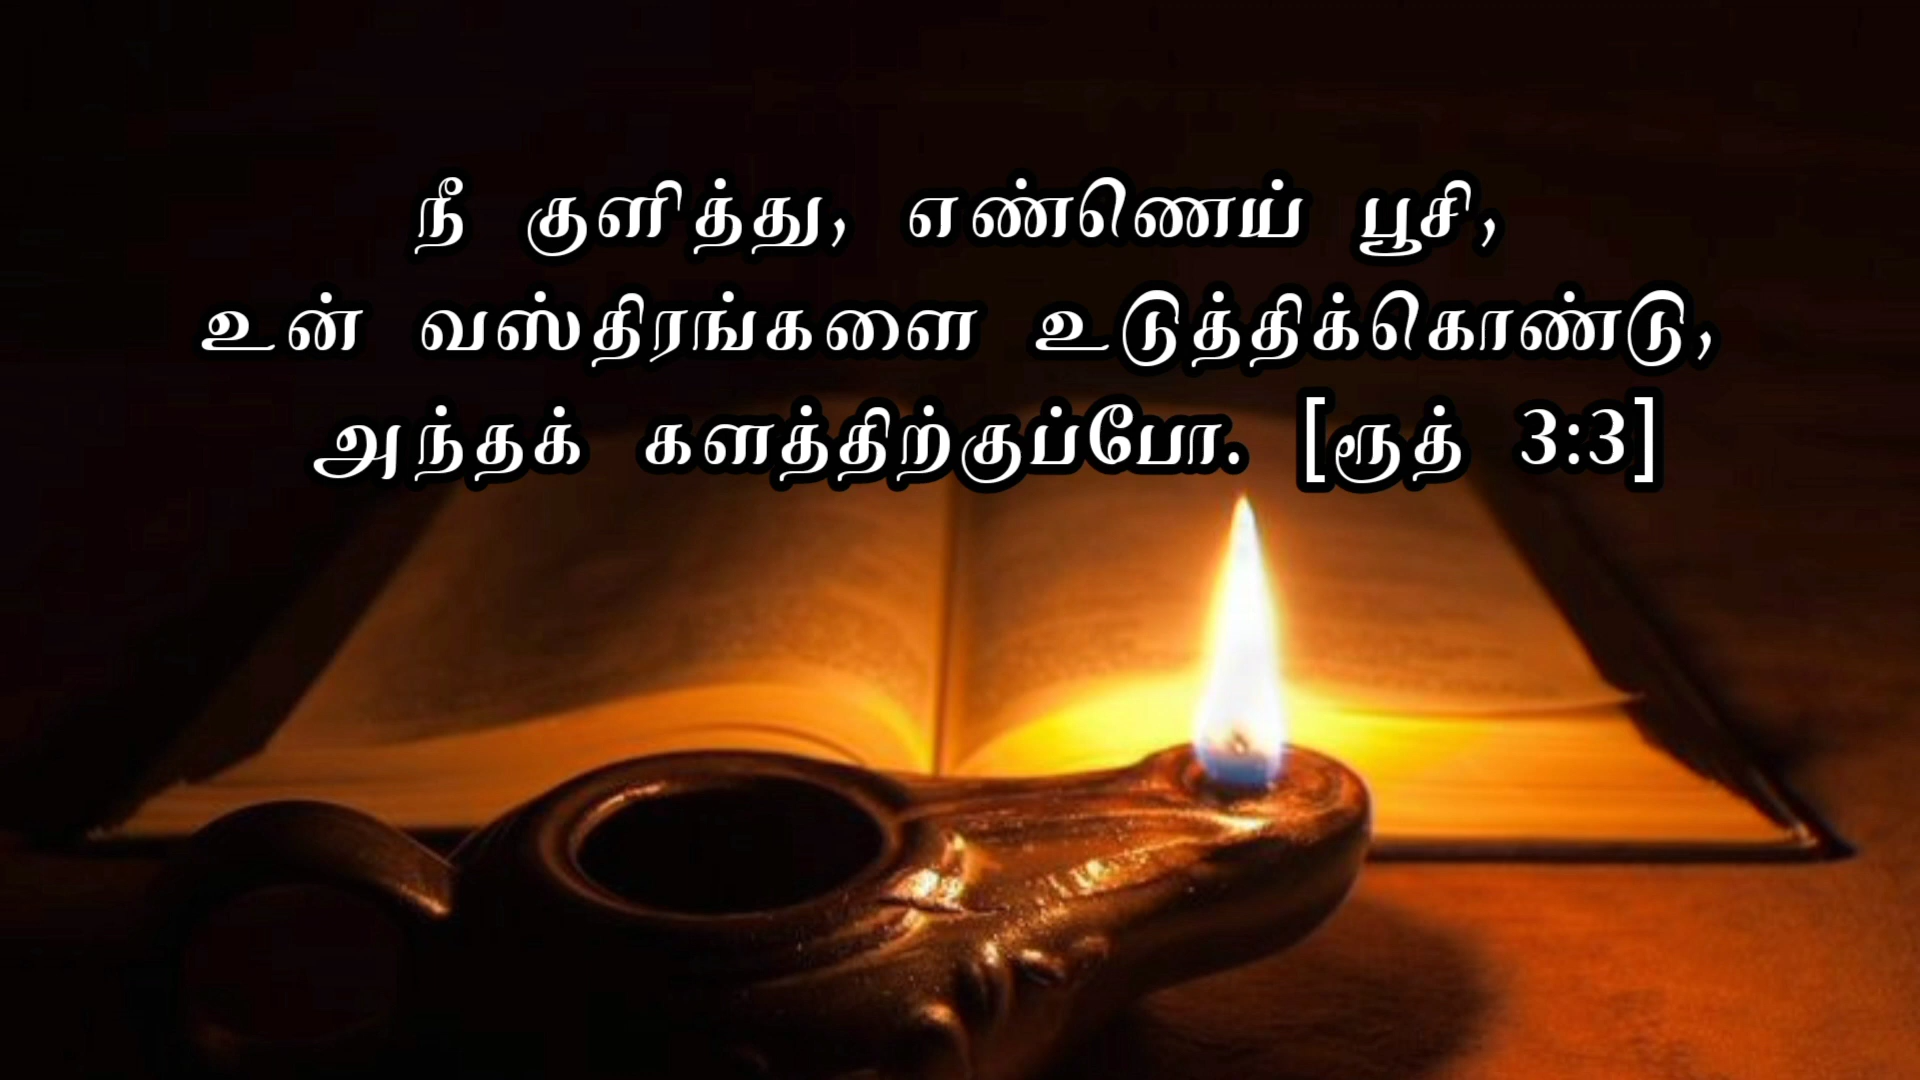 நீ குளித்து, எண்ணெய் பூசி,
உன் வஸ்திரங்களை உடுத்திக்கொண்டு,
அந்தக் களத்திற்குப்போ. [ரூத் 3:3]